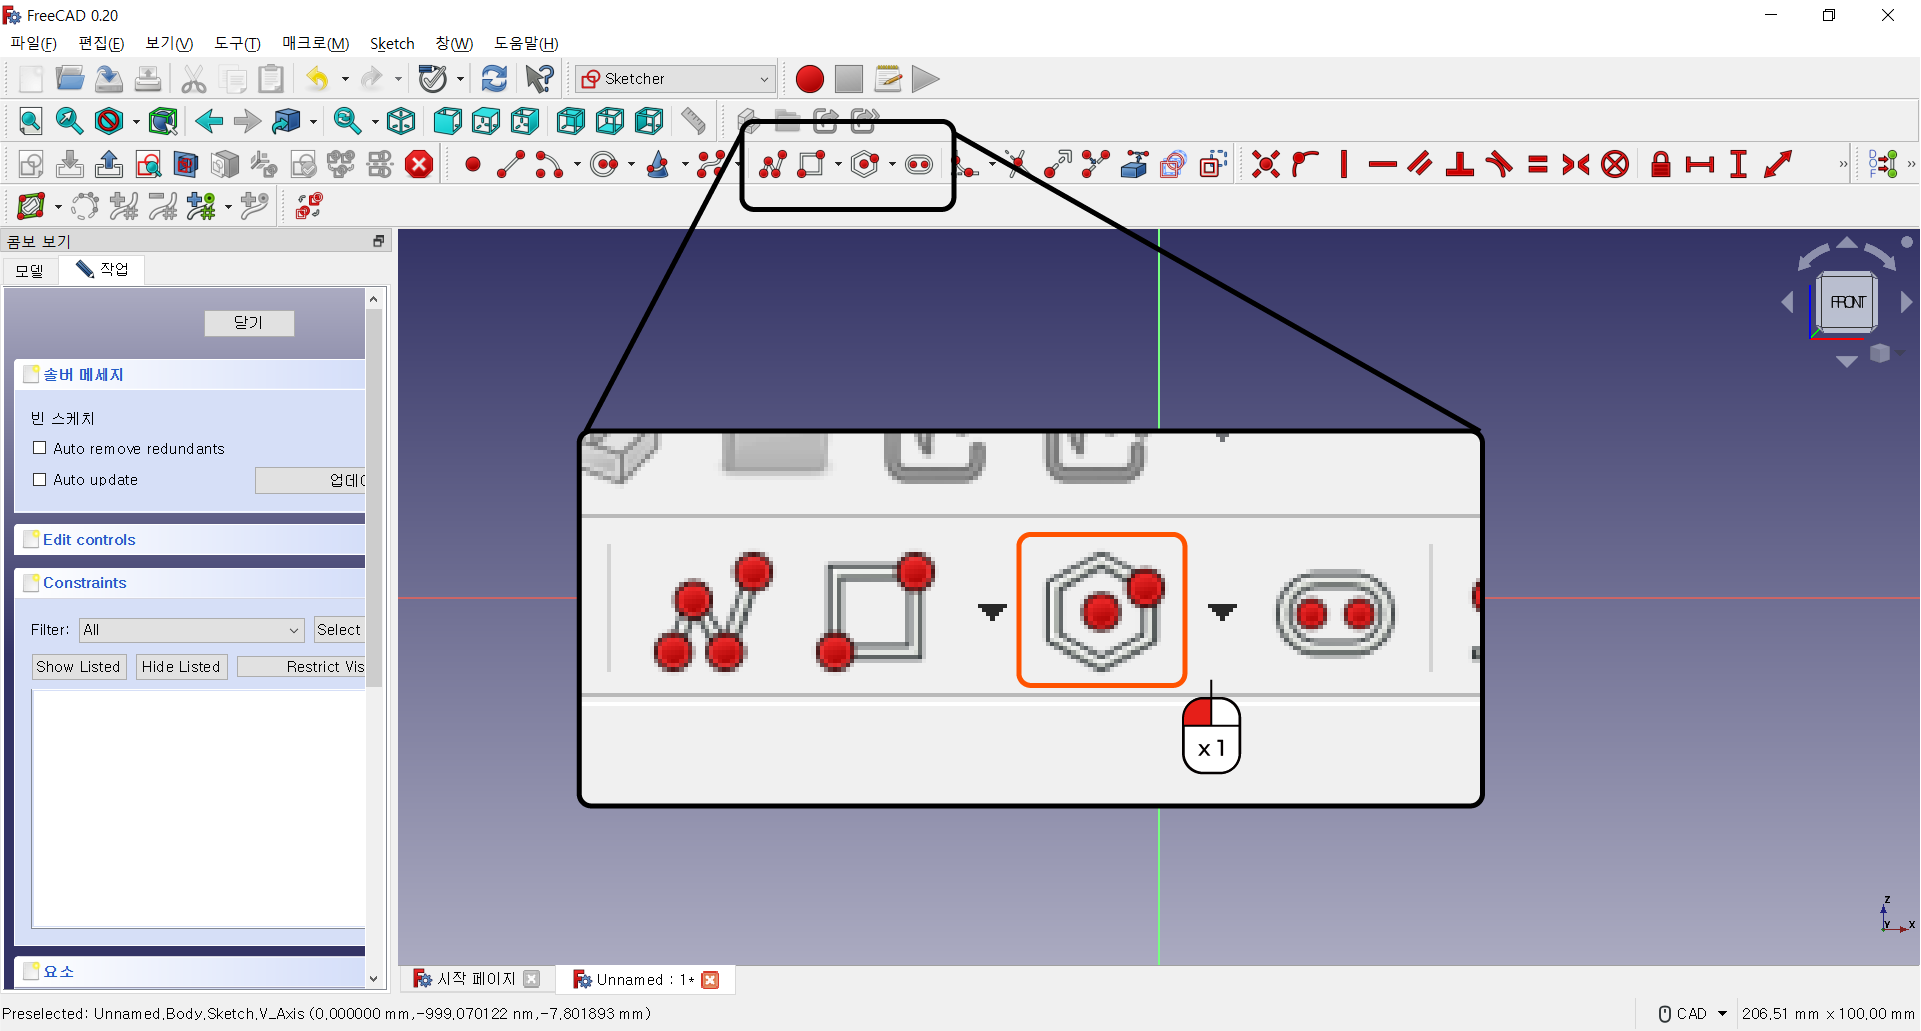 FreeCAD 0.20
파일(F) 편집(E) 보기(V) 도구(T) 매크로(M) Sketch 창(W) 도움말(H)
Sketcher
콤보 보기
모델 작업
닫기
솔버 메세지
빈 스케치
Auto remove redundants
Auto update
Edit controls
Constraints
Filter: All Select
Show Listed Hide Listed Restrict Vis
요소
FRONT
x 1
Z
Y X
시작 페이지 Unnamed : 1*
Preselected: Unnamed.Body.Sketch.V_Axis (0.000000 mm,-999.070122 nm,-7.801893 mm)
CAD 206.51 mm x 100.00 mm